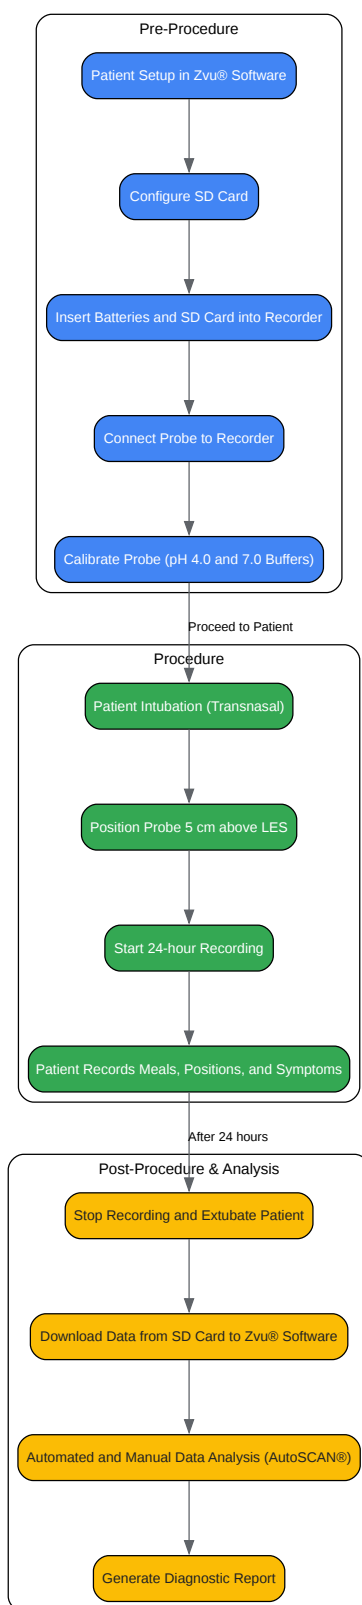 Pre-Procedure
Patient Setup in Zvu® Software
Configure SD Card
Insert Batteries and SD Card into Recorder
Connect Probe to Recorder
Calibrate Probe (pH 4.0 and 7.0 Buffers)
Proceed to Patient
Procedure
Patient Intubation (Transnasal)
Position Probe 5 cm above LES
Start 24-hour Recording
Patient Records Meals, Positions, and Symptoms
After 24 hours
Post-Procedure & Analysis
Stop Recording and Extubate Patient
Download Data from SD Card to Zvu® Software
Automated and Manual Data Analysis (AutoSCAN®)
Generate Diagnostic Report